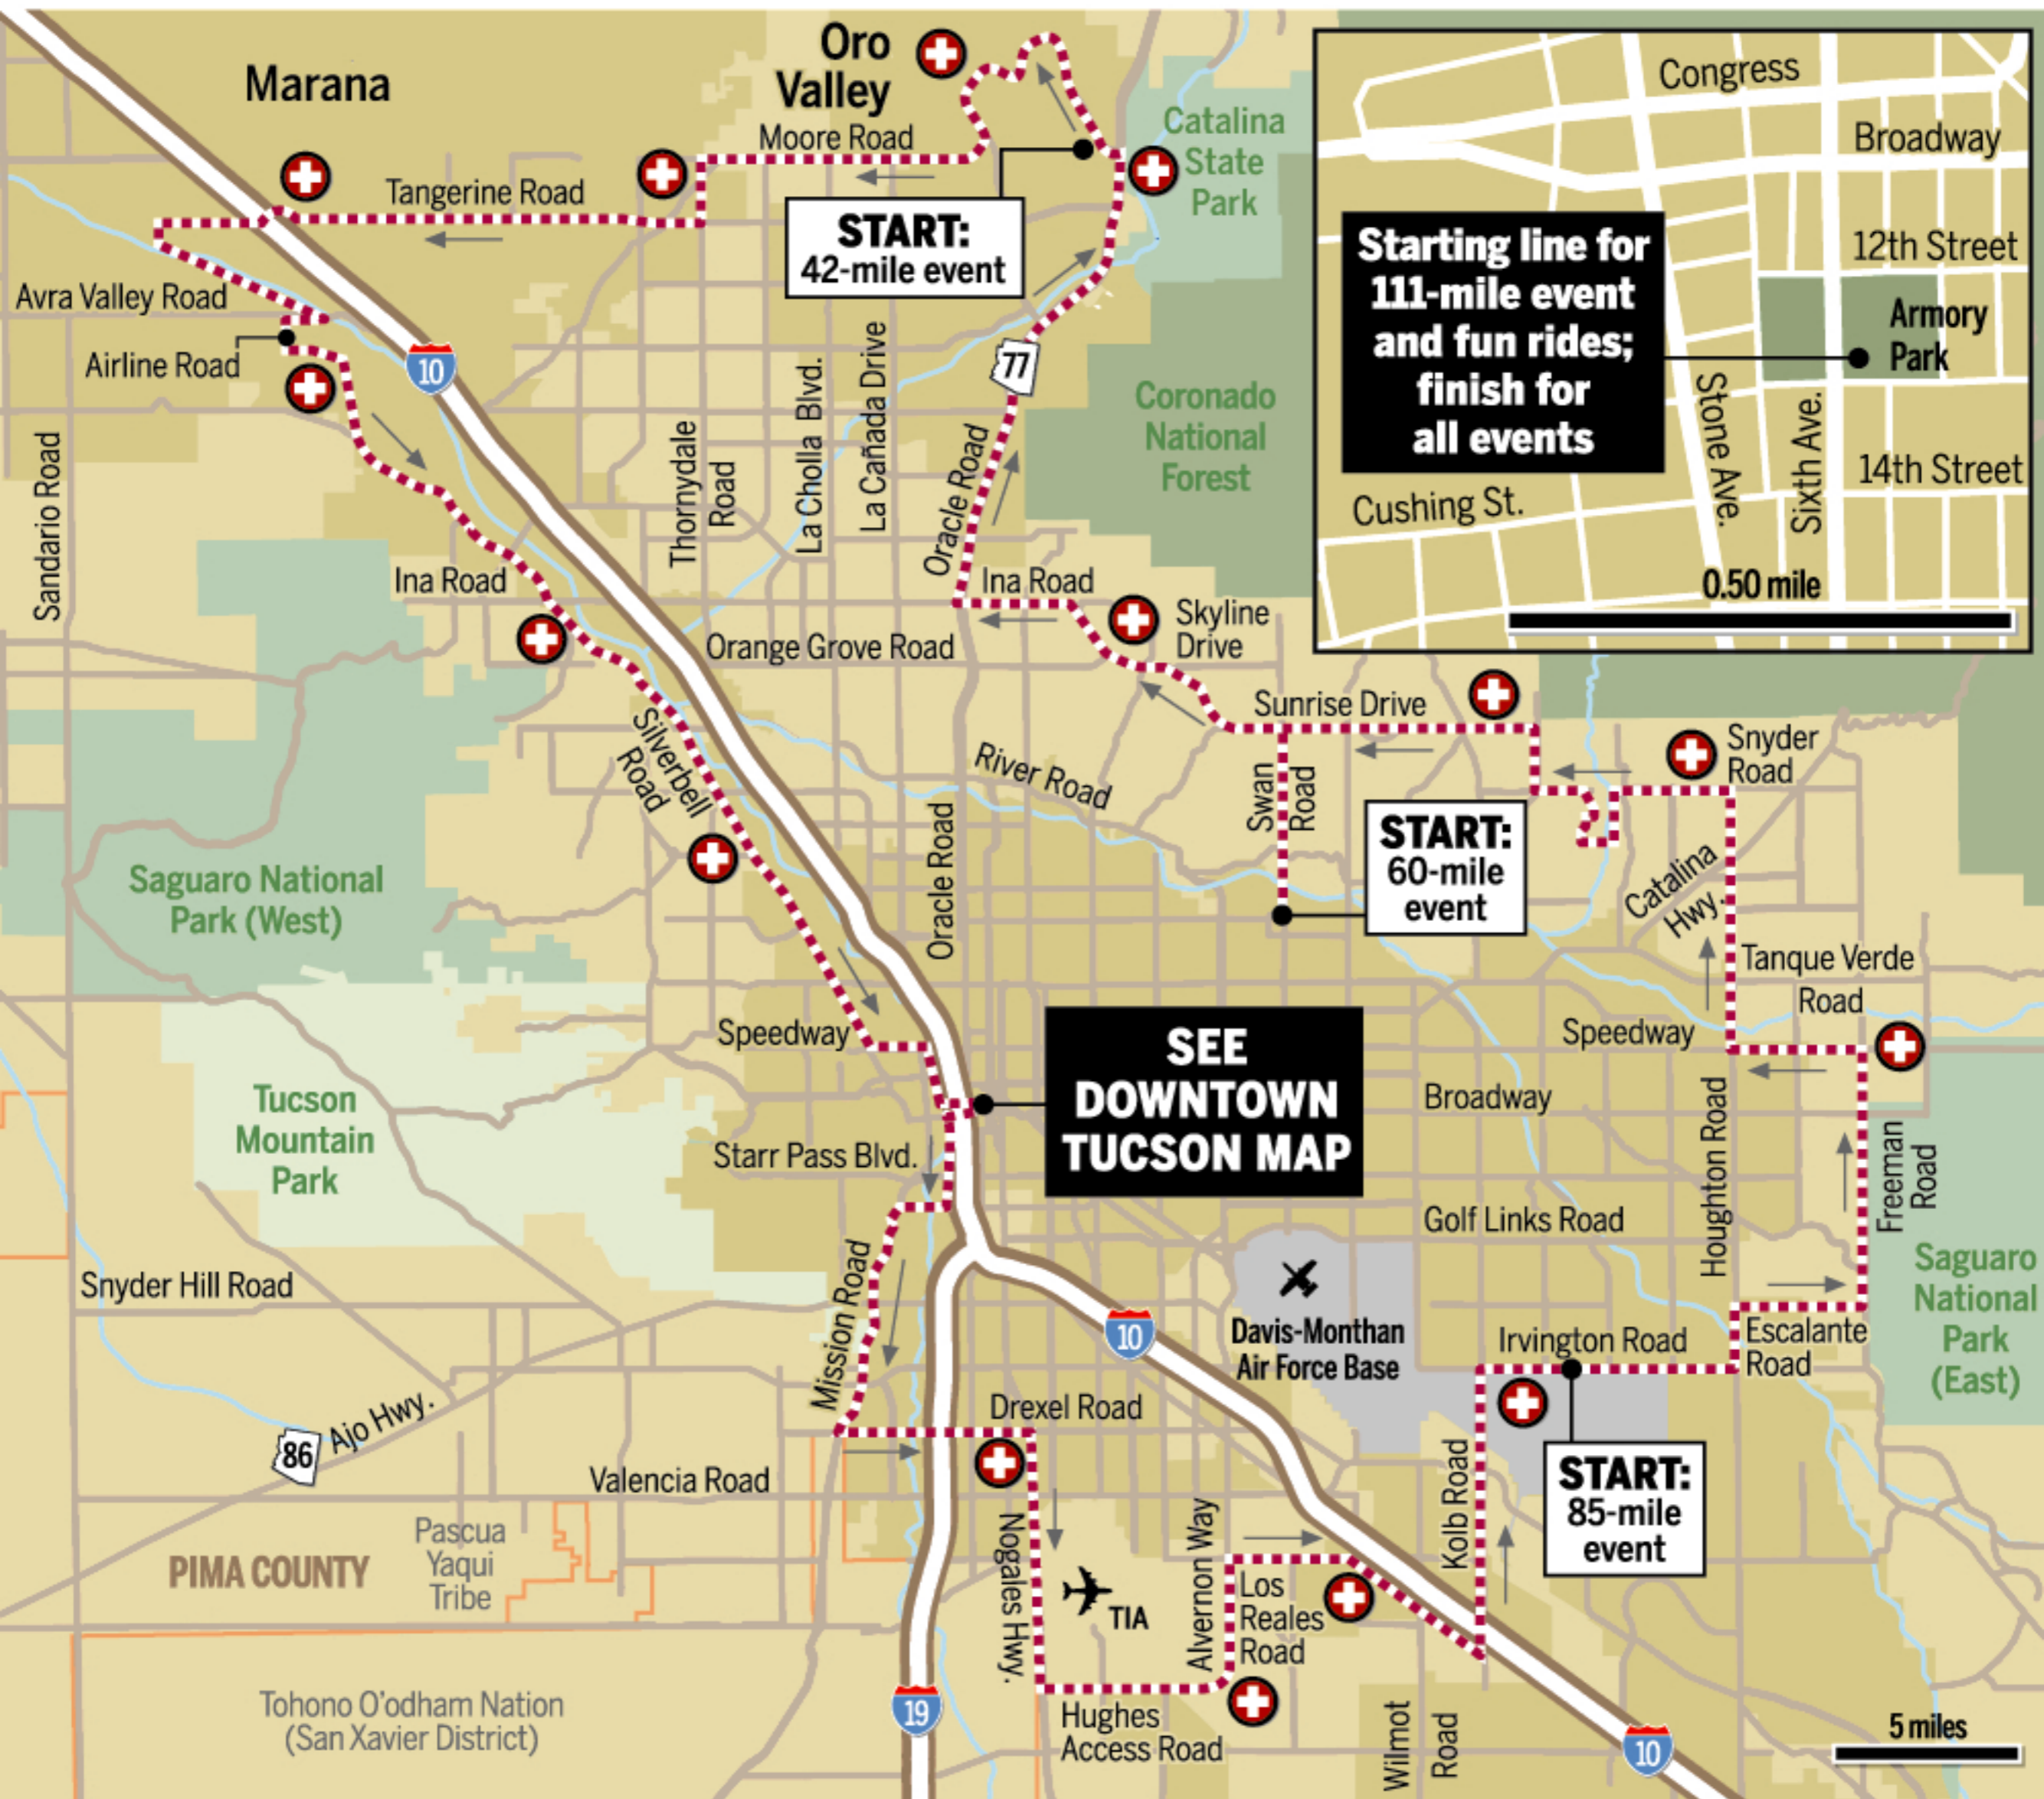 Marana
Oro
Valley
Moore Road
Tangerine Road
Catalina
State
Park
START:
42-mile event
Avra Valley Road
Airline Road
10
77
Sandario Road
Thornydale
Road
La Cholla Blvd.
La Cañada Drive
Oracle Road
Coronado
National
Forest
Congress
Broadway
12th Street
Armory
Park
Starting line for
111-mile event
and fun rides;
finish for
all events
Stone Ave.
Sixth Ave.
14th Street
Cushing St.
0.50 mile
Ina Road
Ina Road
Skyline
Drive
Orange Grove Road
Sunrise Drive
Snyder
Road
Silverbell
Road
River Road
Swan
Road
START:
60-mile
event
Oracle Road
Catalina
Hwy.
Saguaro National
Park (West)
Tanque Verde
Road
Speedway
Speedway
SEE
DOWNTOWN
TUCSON MAP
Broadway
Tucson
Mountain
Park
Starr Pass Blvd.
Houghton Road
Freeman
Road
Golf Links Road
Saguaro
National
Park
(East)
Snyder Hill Road
Mission Road
10
Davis-Monthan
Air Force Base
Irvington Road
Escalante
Road
86
Ajo Hwy.
Drexel Road
Valencia Road
Kolb Road
START:
85-mile
event
PIMA COUNTY
Pascua
Yaqui
Tribe
Nogales Hwy.
TIA
Alvernon Way
Los
Reales
Road
Tohono O'odham Nation
(San Xavier District)
19
Hughes
Access Road
Wilmot
Road
10
5 miles